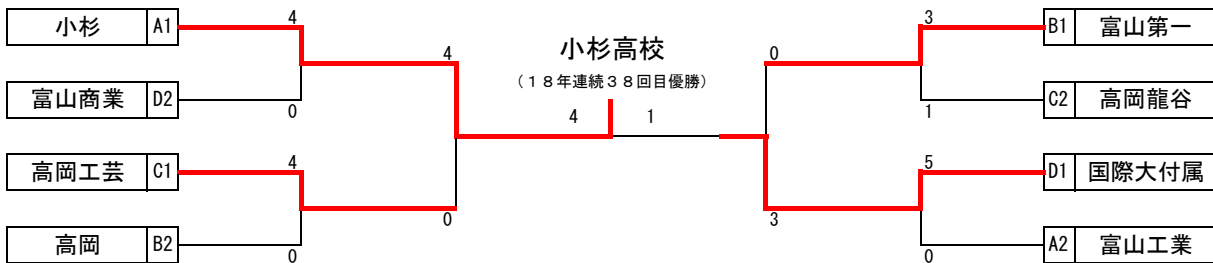 小杉 A1
4
富山商業 D2
0
高岡工芸 C1
4
高岡 B2
0
4
0
小杉高校
（１８年連続３８回目優勝）
4 1
0
3
3
B1 富山第一
1
C2 高岡龍谷
5
D1 国際大付属
0
A2 富山工業